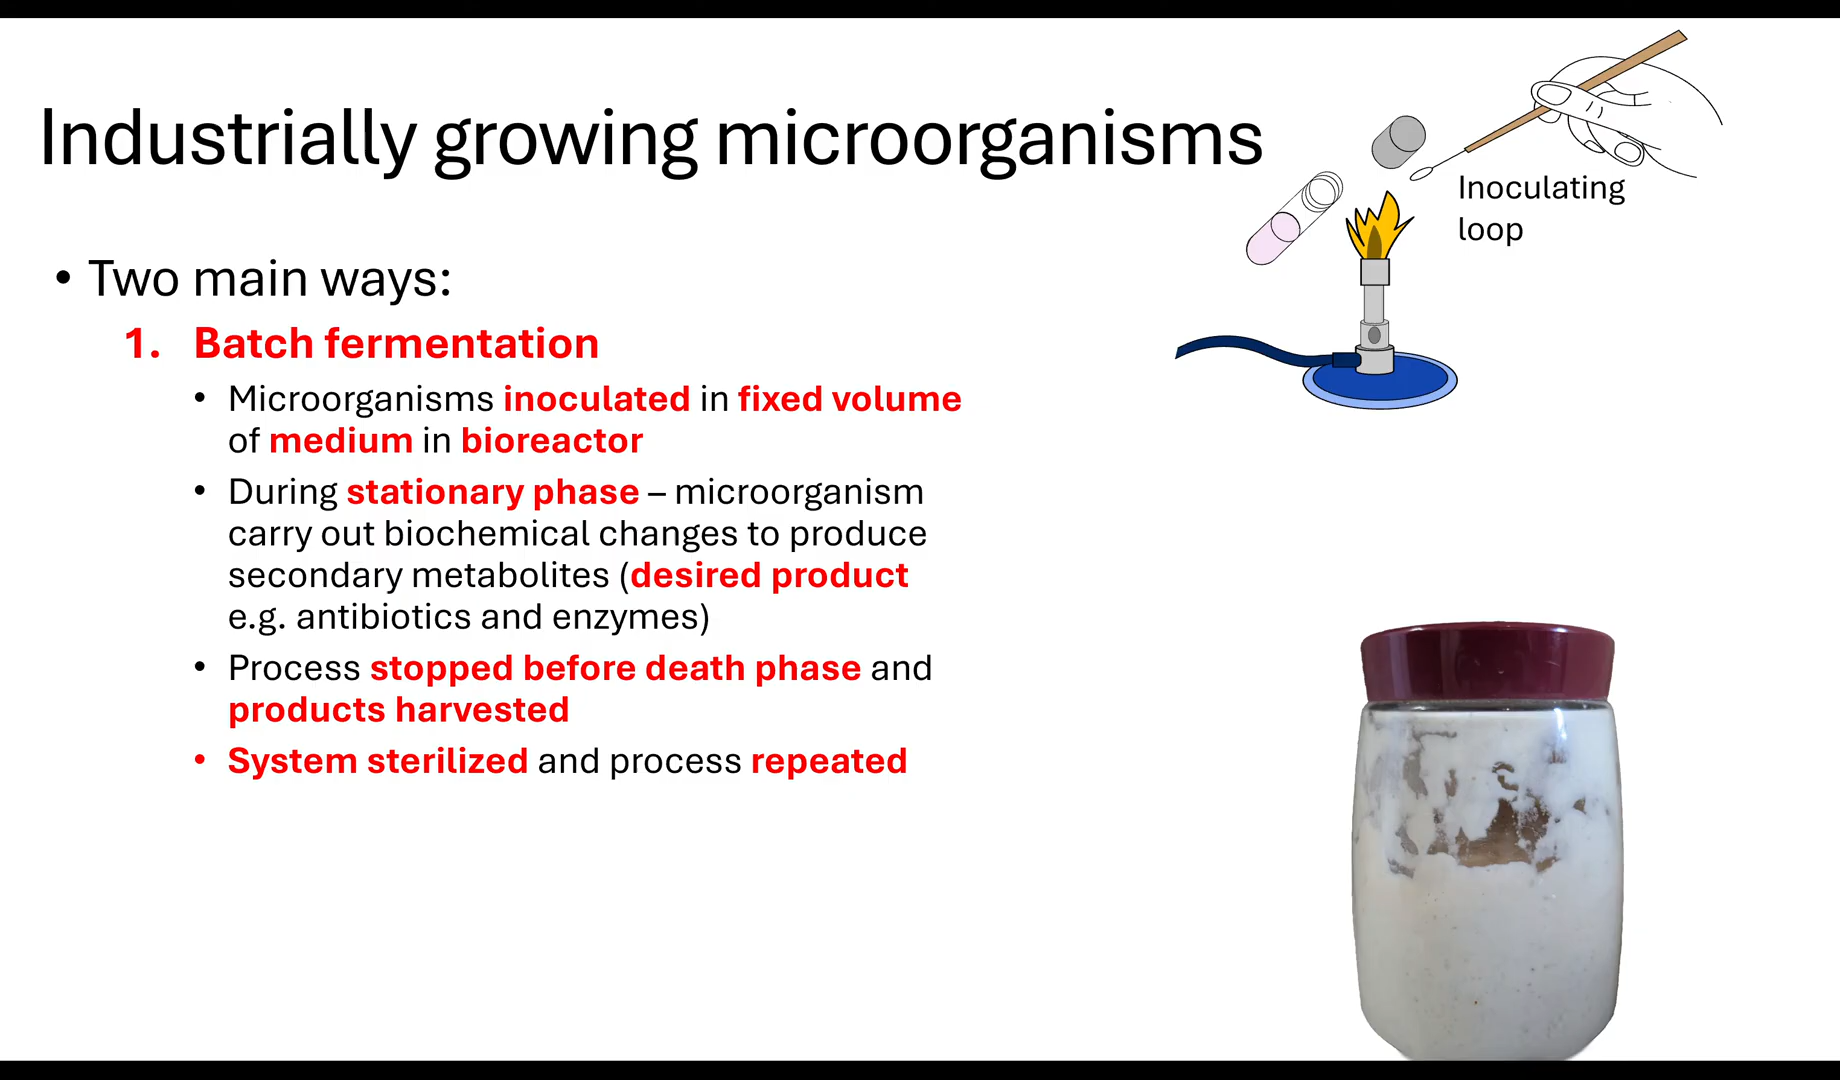 Industrially growing microorganisms
Inoculating
loop
• Two main ways:
1. Batch fermentation
• Microorganisms inoculated in fixed volume
of medium in bioreactor
• During stationary phase – microorganism
carry out biochemical changes to produce
secondary metabolites (desired product
e.g. antibiotics and enzymes)
• Process stopped before death phase and
products harvested
• System sterilized and process repeated